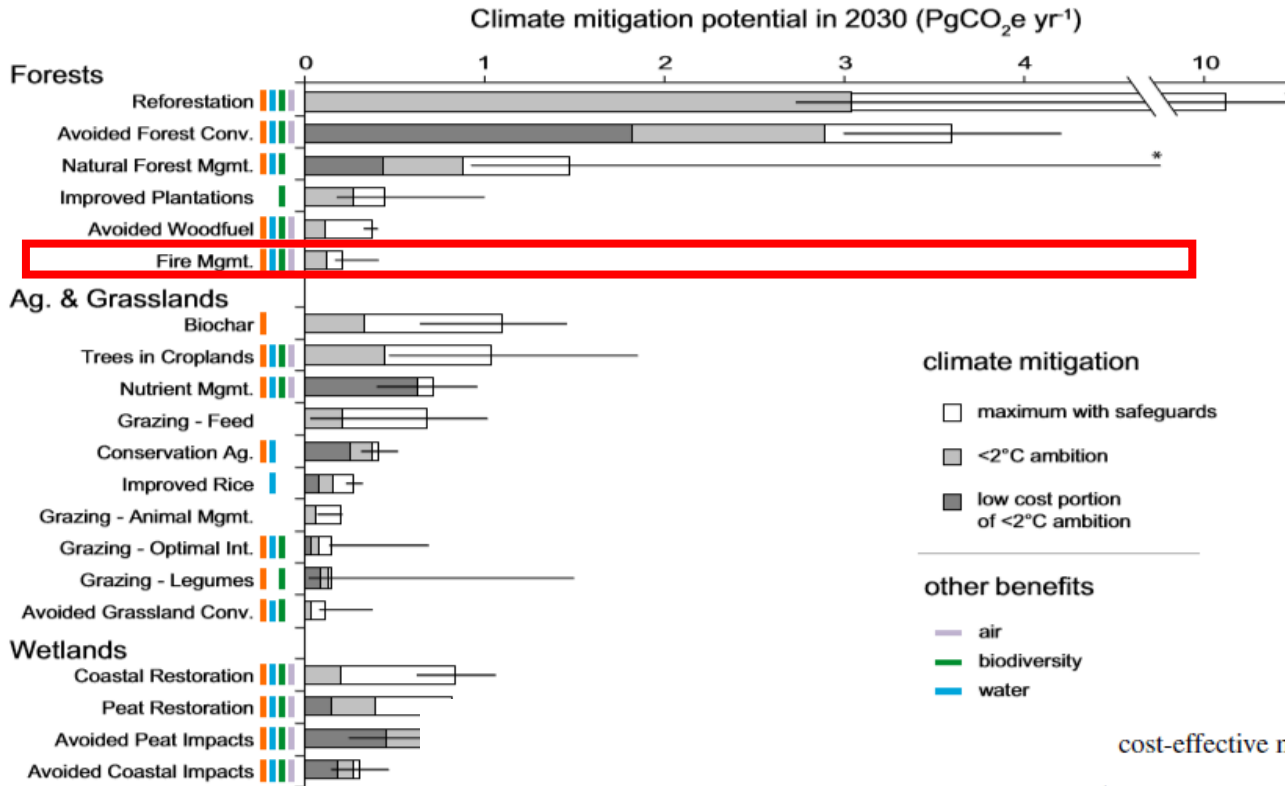 Climate mitigation potential in 2030 (PgCO₂e yr⁻¹)
0 1 2 3 4 10
Forests
Reforestation
Avoided Forest Conv.
Natural Forest Mgmt.
*
Improved Plantations
Avoided Woodfuel
Fire Mgmt.
Ag. & Grasslands
Biochar
Trees in Croplands
Nutrient Mgmt.
Grazing - Feed
Conservation Ag.
Improved Rice
Grazing - Animal Mgmt.
Grazing - Optimal Int.
Grazing - Legumes
Avoided Grassland Conv.
Wetlands
Coastal Restoration
Peat Restoration
Avoided Peat Impacts
Avoided Coastal Impacts
climate mitigation
maximum with safeguards
<2°C ambition
low cost portion
of <2°C ambition
other benefits
air
biodiversity
water
cost-effective